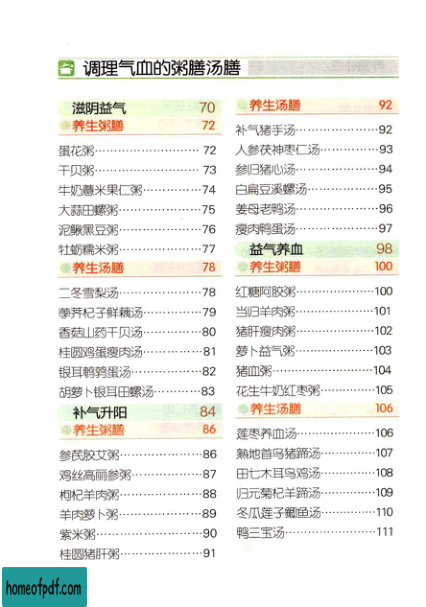 调理气血的粥膳汤膳
滋阴益气 70
养生粥膳 72
蛋花粥 72
干贝粥 73
牛奶薏米果仁粥 74
大蒜田螺粥 75
泥鳅黑豆粥 76
牡蛎糯米粥 77
养生汤膳 78
二冬雪梨汤 78
荸荠杞子鲜藕汤 79
香菇山药干贝汤 80
桂圆鸡蛋瘦肉汤 81
银耳鹌鹑蛋汤 82
胡萝卜银耳田螺汤 83
补气升阳 84
养生粥膳 86
参芪胶艾粥 86
鸡丝高丽参粥 87
枸杞羊肉粥 88
羊肉萝卜粥 89
紫米粥 90
桂圆猪肝粥 91
养生汤膳 92
补气猪手汤 92
人参茯神枣仁汤 93
参归猪心汤 94
白扁豆溪螺汤 95
姜母老鸭汤 96
瘦肉鸭蛋汤 97
益气养血 98
养生粥膳 100
红糖阿胶粥 100
当归羊肉粥 101
猪肝瘦肉粥 102
萝卜益气粥 103
猪血粥 104
花生牛奶红枣粥 105
养生汤膳 106
莲枣养血汤 106
熟地首乌猪蹄汤 107
田七木耳乌鸡汤 108
归元菊杞羊蹄汤 109
冬瓜莲子鲫鱼汤 110
鸭三宝汤 111
homeofpdf.com